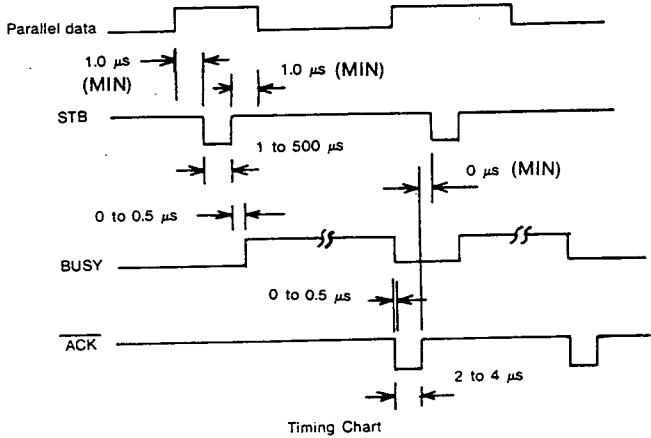 Parallel data
1.0 μs
(MIN)
1.0 μs (MIN)
STB
1 to 500 μs
0 μs (MIN)
0 to 0.5 μs
BUSY
0 to 0.5 μs
ACK
2 to 4 μs
Timing Chart